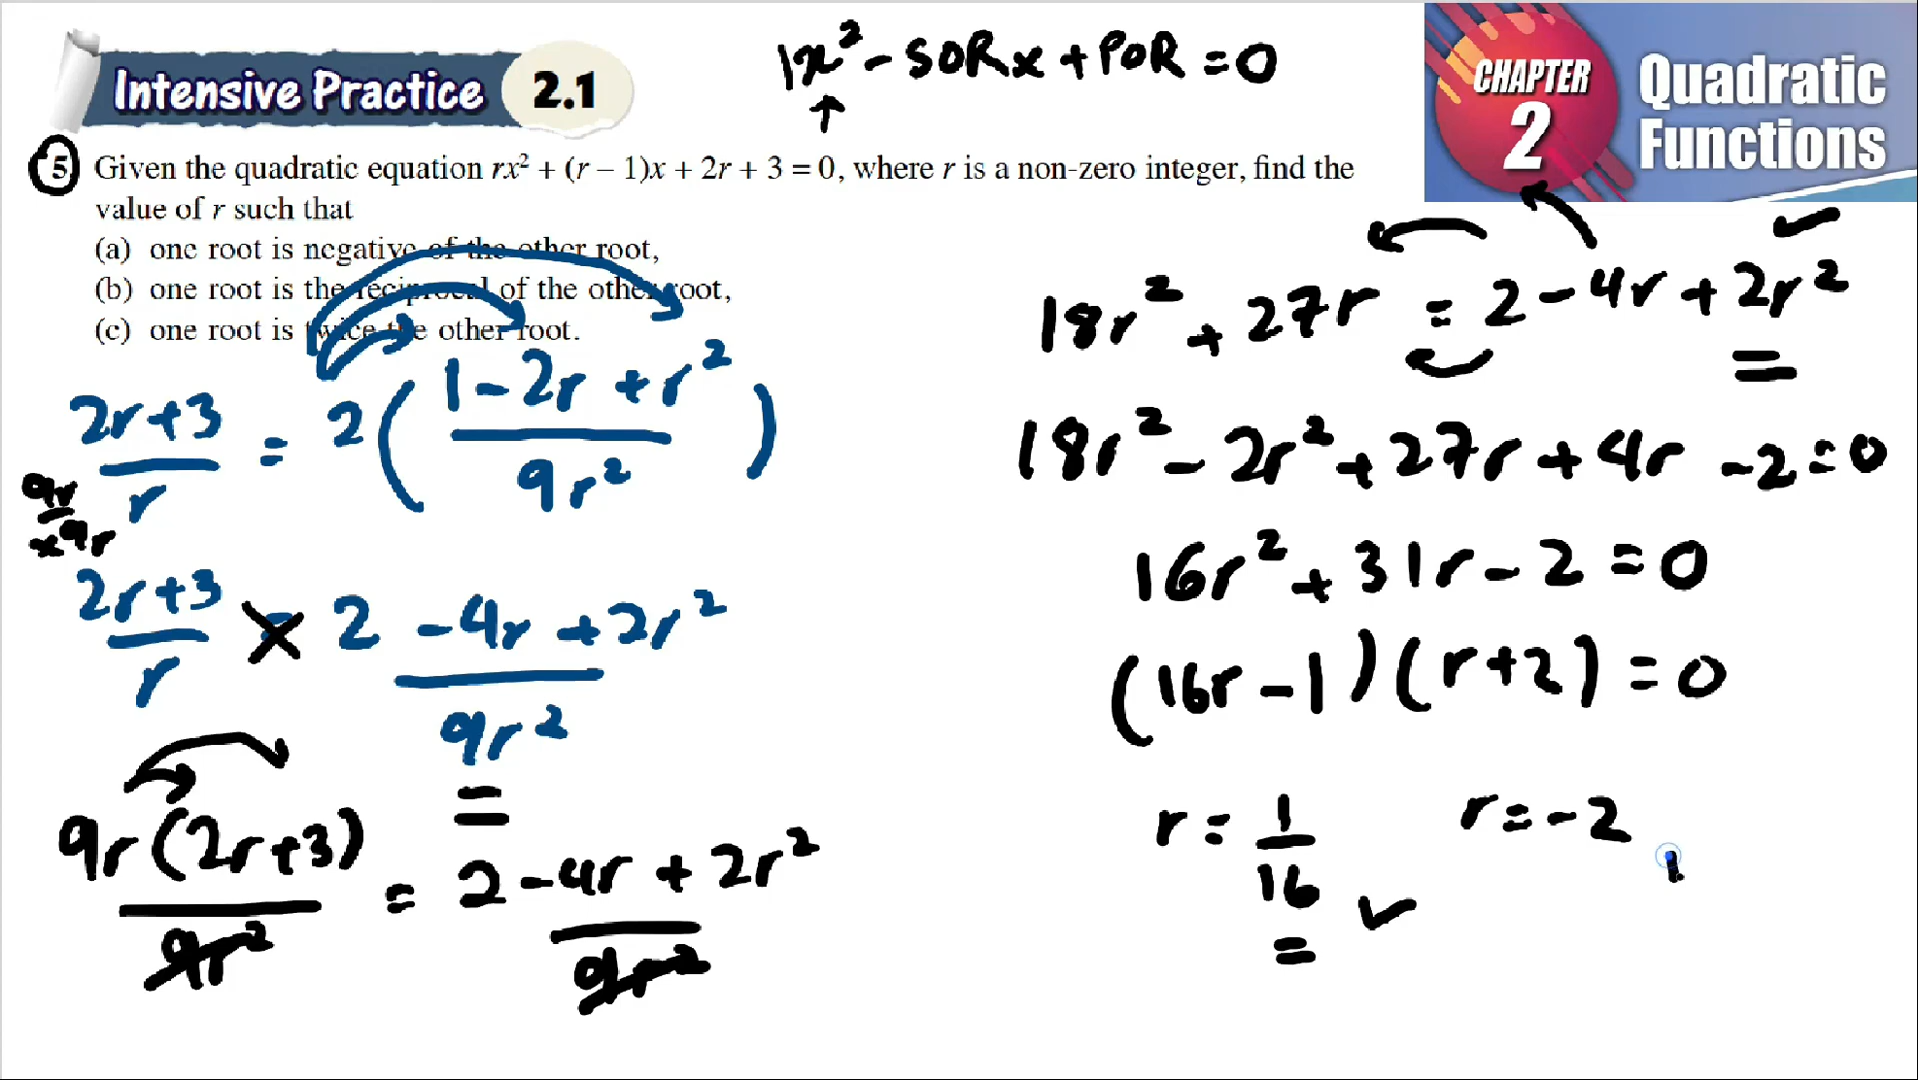 Intensive Practice 2.1
1x² - SORx + POR = 0
CHAPTER 2
Quadratic Functions
5 Given the quadratic equation rx² + (r – 1)x + 2r + 3 = 0, where r is a non-zero integer, find the
value of r such that
(a) one root is negative of the other root,
(b) one root is the reciprocal of the other root,
(c) one root is twice the other root.
(2r+3)/r = 2((1 - 2r + r²)/(9r²))
9r
×9r
(2r+3)/r × (2 - 4r + 2r²)/(9r²)
=
9r(2r+3)/9r² = (2 - 4r + 2r²)/9r²
18r² + 27r = 2 - 4r + 2r²
18r² - 2r² + 27r + 4r - 2 = 0
16r² + 31r - 2 = 0
(16r - 1)(r + 2) = 0
r = 1/16 r = -2